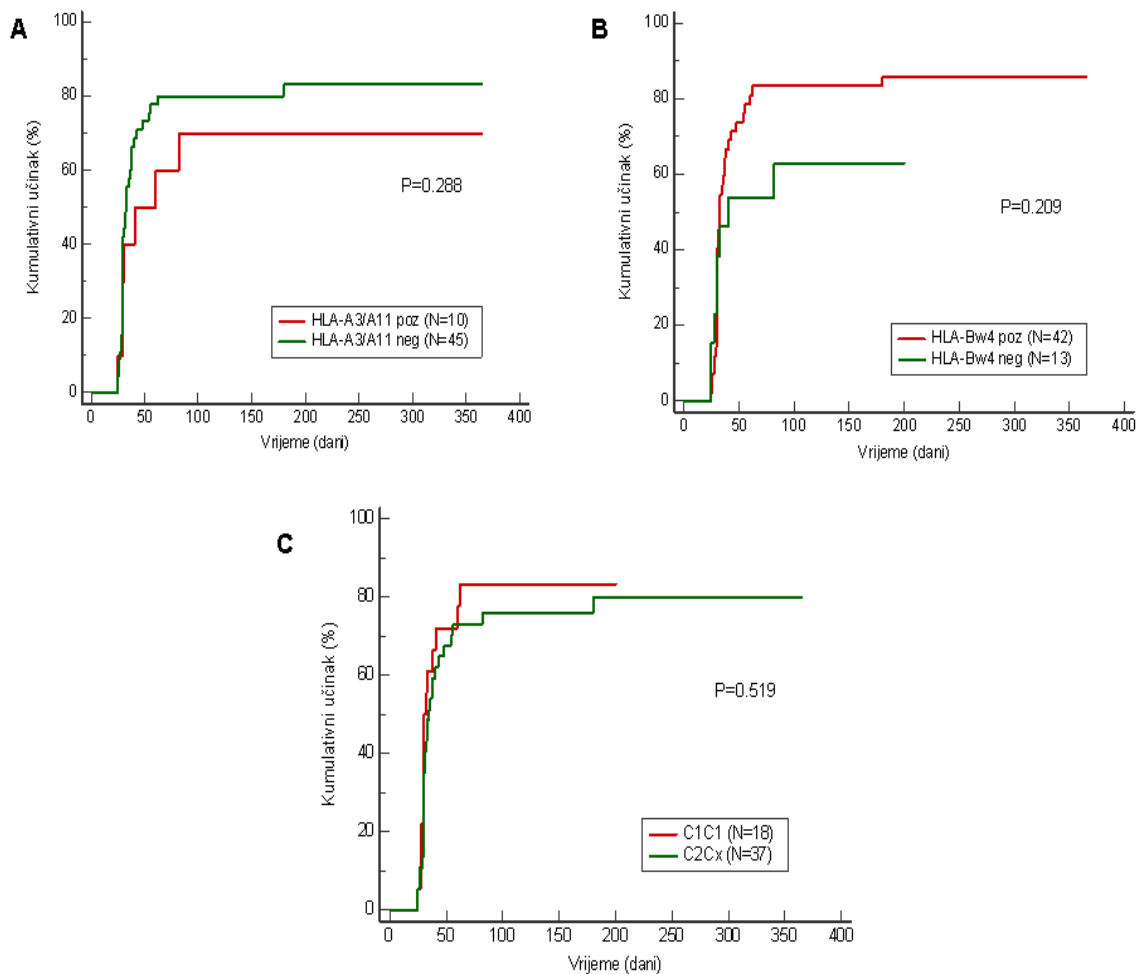 A
Kumulativni učinak (%)
100
80
60
40
20
0
P=0.288
HLA-A3/A11 poz (N=10)
HLA-A3/A11 neg (N=45)
0 50 100 150 200 250 300 350 400
Vrijeme (dani)
B
Kumulativni učinak (%)
100
80
60
40
20
0
P=0.209
HLA-Bw4 poz (N=42)
HLA-Bw4 neg (N=13)
0 50 100 150 200 250 300 350 400
Vrijeme (dani)
C
Kumulativni učinak (%)
100
80
60
40
20
0
P=0.519
C1C1 (N=18)
C2Cx (N=37)
0 50 100 150 200 250 300 350 400
Vrijeme (dani)